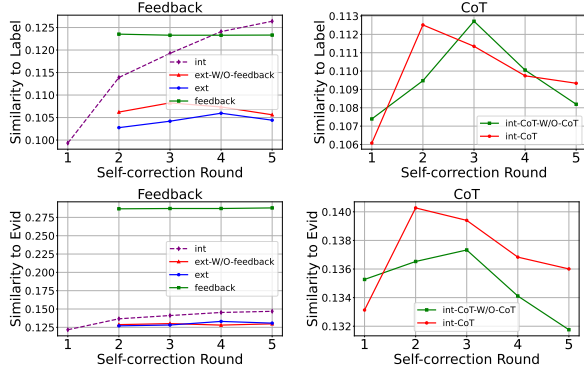 Feedback
Similarity to Label
0.125
0.120
0.115
0.110
0.105
0.100
int
ext-W/O-feedback
ext
feedback
1 2 3 4 5
Self-correction Round
CoT
Similarity to Label
0.113
0.112
0.111
0.110
0.109
0.108
0.107
0.106
int-CoT-W/O-CoT
int-CoT
1 2 3 4 5
Self-correction Round
Feedback
Similarity to Evid
0.275
0.250
0.225
0.200
0.175
0.150
0.125
int
ext-W/O-feedback
ext
feedback
1 2 3 4 5
Self-correction Round
CoT
Similarity to Evid
0.140
0.138
0.136
0.134
0.132
int-CoT-W/O-CoT
int-CoT
1 2 3 4 5
Self-correction Round